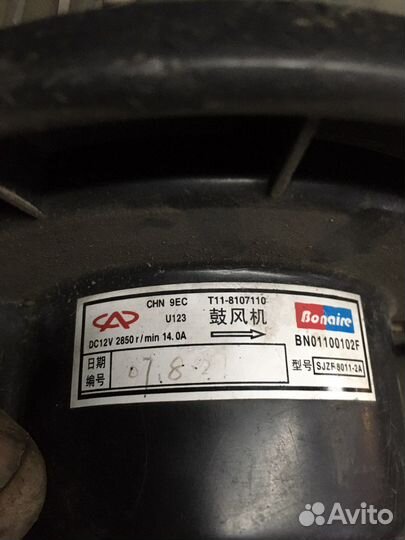 CHN 9EC T11-8107110
U123 鼓风机 Bonaire
DC12V 2850 r/min 14.0A BN01100102F
日期 07.8.21
编号
型号 SJZF-8011-2A
Avito